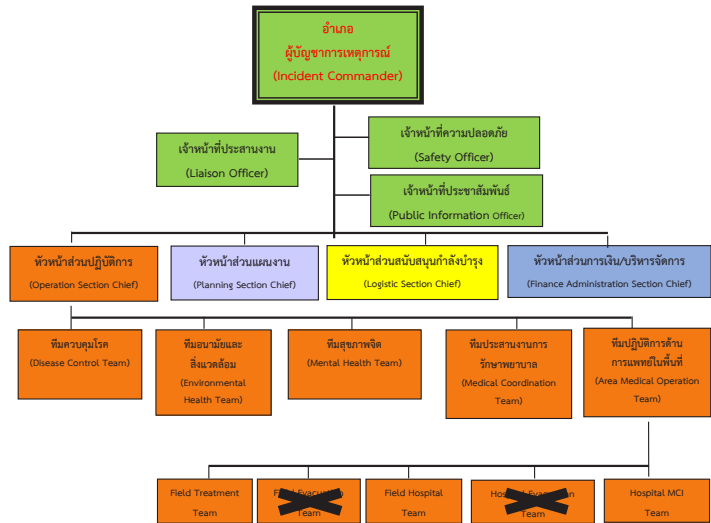 อำเภอ
ผู้บัญชาการเหตุการณ์
(Incident Commander)
เจ้าหน้าที่ประสานงาน
(Liaison Officer)
เจ้าหน้าที่ความปลอดภัย
(Safety Officer)
เจ้าหน้าที่ประชาสัมพันธ์
(Public Information Officer)
หัวหน้าส่วนปฏิบัติการ
(Operation Section Chief)
หัวหน้าส่วนแผนงาน
(Planning Section Chief)
หัวหน้าส่วนสนับสนุนกำลังบำรุง
(Logistic Section Chief)
หัวหน้าส่วนการเงิน/บริหารจัดการ
(Finance Administration Section Chief)
ทีมควบคุมโรค
(Disease Control Team)
ทีมอนามัยและ
สิ่งแวดล้อม
(Environmental
Health Team)
ทีมสุขภาพจิต
(Mental Health Team)
ทีมประสานงานการ
รักษาพยาบาล
(Medical Coordination
Team)
ทีมปฏิบัติการด้าน
การแพทย์ในพื้นที่
(Area Medical Operation
Team)
Field Treatment
Team
Field Evacuation
Team
Field Hospital
Team
Hospital Evacuation
Team
Hospital MCI
Team